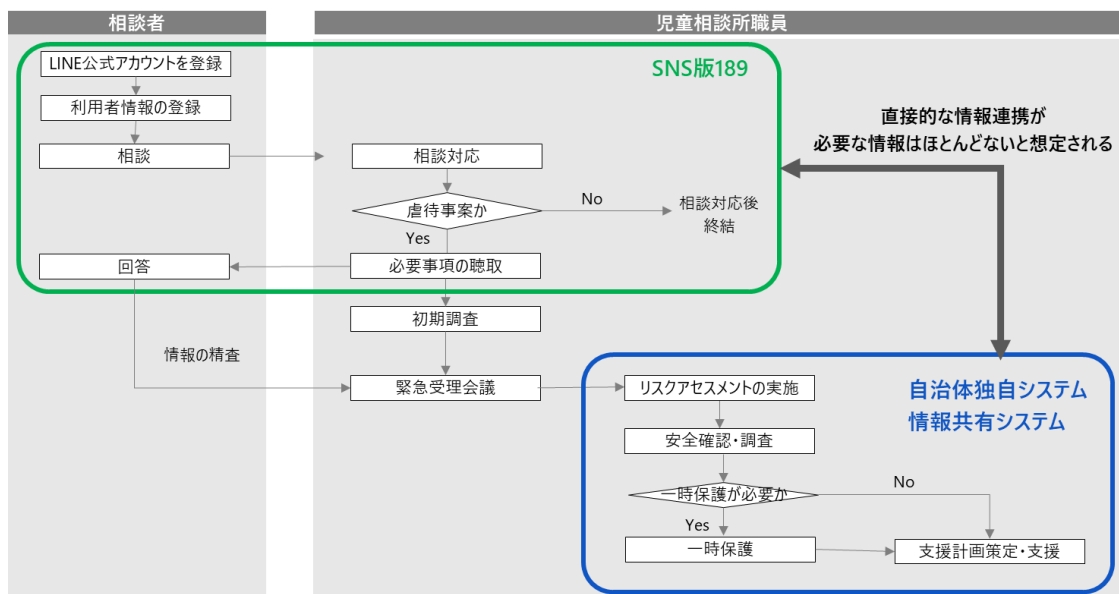 相談者
児童相談所職員
LINE公式アカウントを登録
SNS版189
利用者情報の登録
直接的な情報連携が
必要な情報はほとんどないと想定される
相談
相談対応
虐待事案か
No
相談対応後
終結
Yes
回答
必要事項の聴取
初期調査
情報の精査
緊急受理会議
リスクアセスメントの実施
自治体独自システム
情報共有システム
安全確認・調査
一時保護が必要か
No
Yes
一時保護
支援計画策定・支援